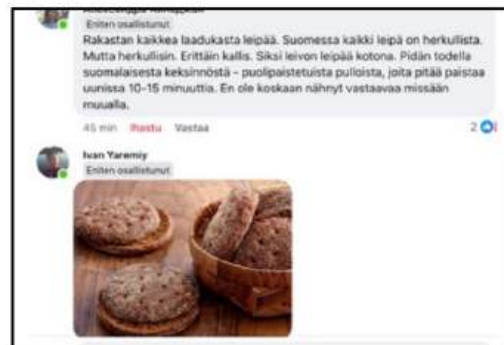 Eniten osallistunut
Rakastan kaikkea laadukasta leipää. Suomessa kaikki leipä on herkullista.
Mutta herkullisin. Erittäin kallis. Siksi leivon leipää kotona. Pidän todella
suomalaisesta keksinnöstä - puolipaistetuista pulloista, joita pitää paistaa
uunissa 10-15 minuuttia. En ole koskaan nähnyt vastaavaa missään
muualla.
45 min Ihastu Vastaa 2
Ivan Yaremiy
Eniten osallistunut